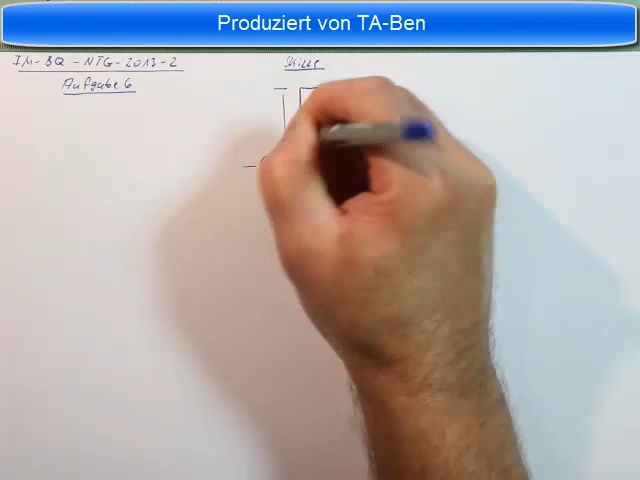 Produziert von TA-Ben
IM-BQ-NTG-2013-2
Skizze
Aufgabe 6